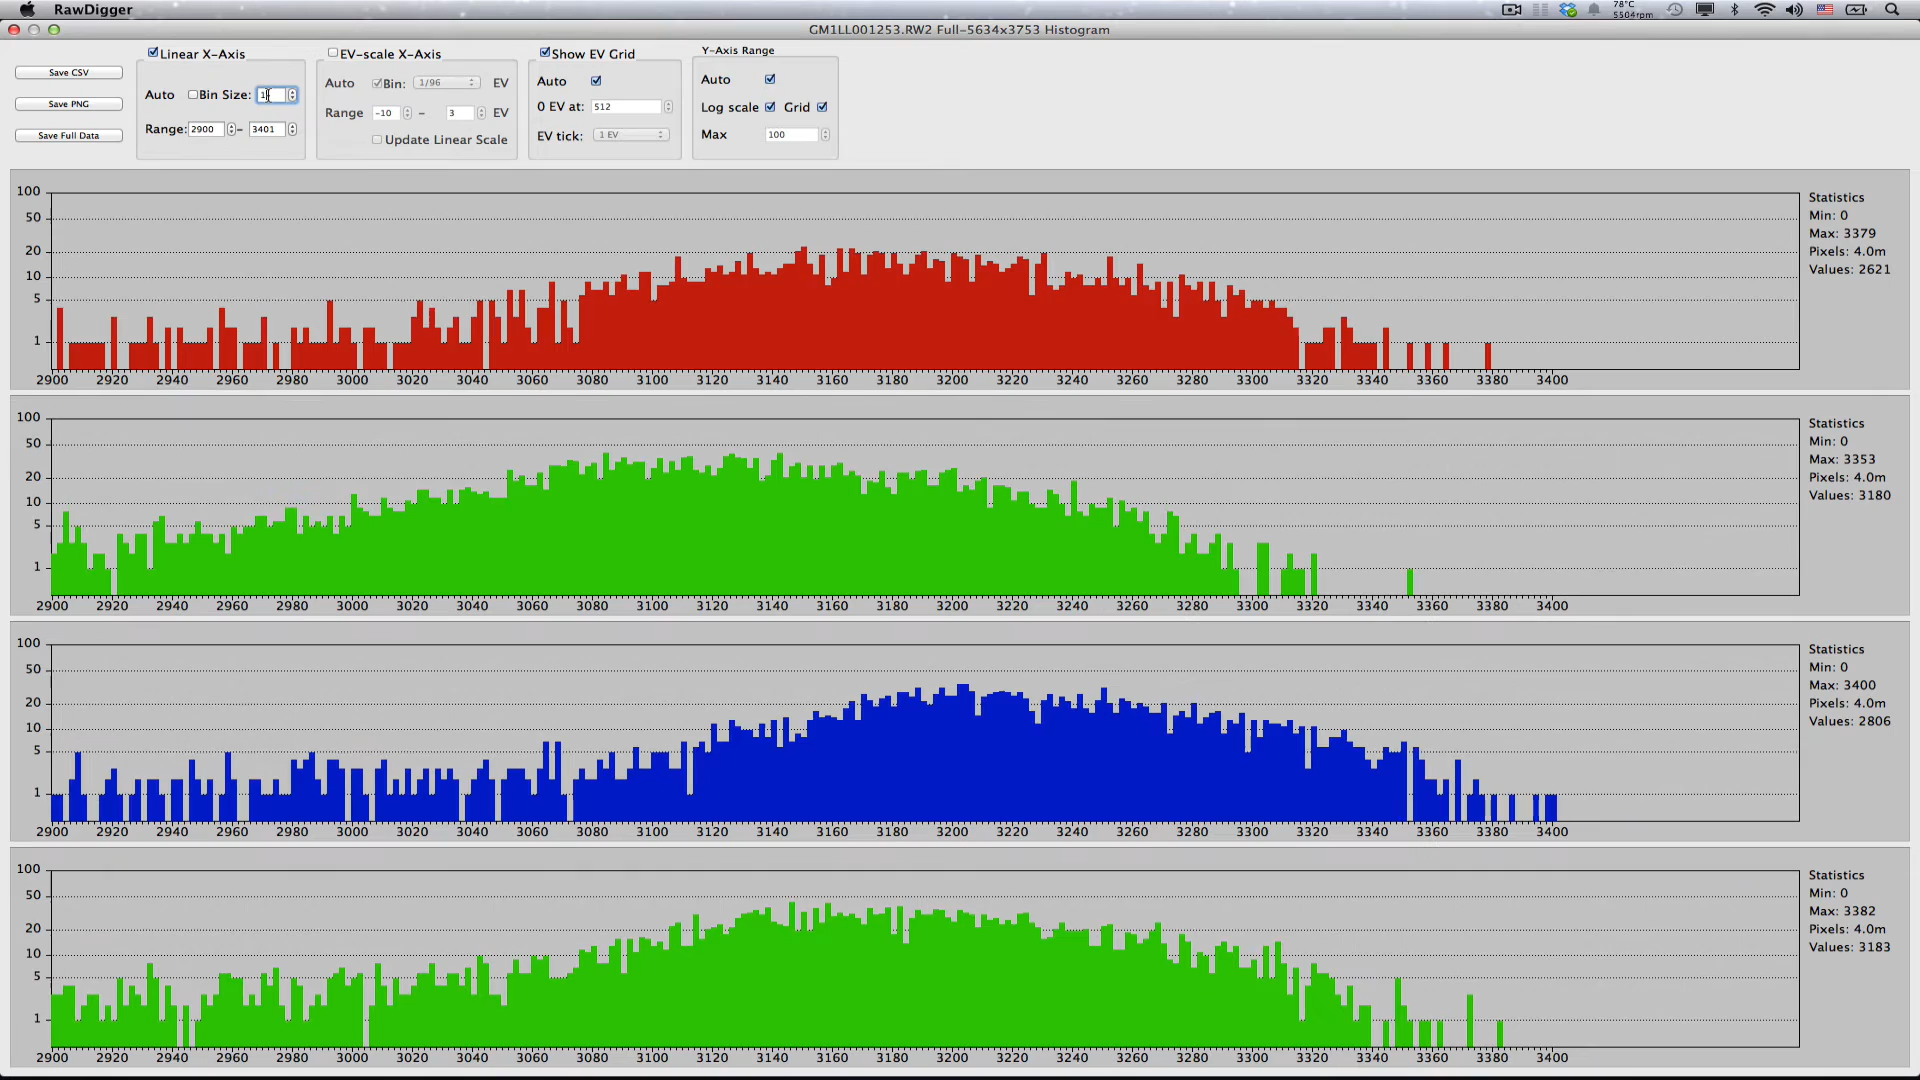 RawDigger
78°C
5504rpm
GM1LL001253.RW2 Full-5634x3753 Histogram
Save CSV
Save PNG
Save Full Data
Linear X-Axis
Auto Bin Size: 1
Range: 2900 – 3401
EV-scale X-Axis
Auto Bin: 1/96 EV
Range -10 – 3 EV
Update Linear Scale
Show EV Grid
Auto
0 EV at: 512
EV tick: 1 EV
Y-Axis Range
Auto
Log scale Grid
Max 100
100
50
20
10
5
1
2900 2920 2940 2960 2980 3000 3020 3040 3060 3080 3100 3120 3140 3160 3180 3200 3220 3240 3260 3280 3300 3320 3340 3360 3380 3400
Statistics
Min: 0
Max: 3379
Pixels: 4.0m
Values: 2621
100
50
20
10
5
1
2900 2920 2940 2960 2980 3000 3020 3040 3060 3080 3100 3120 3140 3160 3180 3200 3220 3240 3260 3280 3300 3320 3340 3360 3380 3400
Statistics
Min: 0
Max: 3353
Pixels: 4.0m
Values: 3180
100
50
20
10
5
1
2900 2920 2940 2960 2980 3000 3020 3040 3060 3080 3100 3120 3140 3160 3180 3200 3220 3240 3260 3280 3300 3320 3340 3360 3380 3400
Statistics
Min: 0
Max: 3400
Pixels: 4.0m
Values: 2806
100
50
20
10
5
1
2900 2920 2940 2960 2980 3000 3020 3040 3060 3080 3100 3120 3140 3160 3180 3200 3220 3240 3260 3280 3300 3320 3340 3360 3380 3400
Statistics
Min: 0
Max: 3382
Pixels: 4.0m
Values: 3183